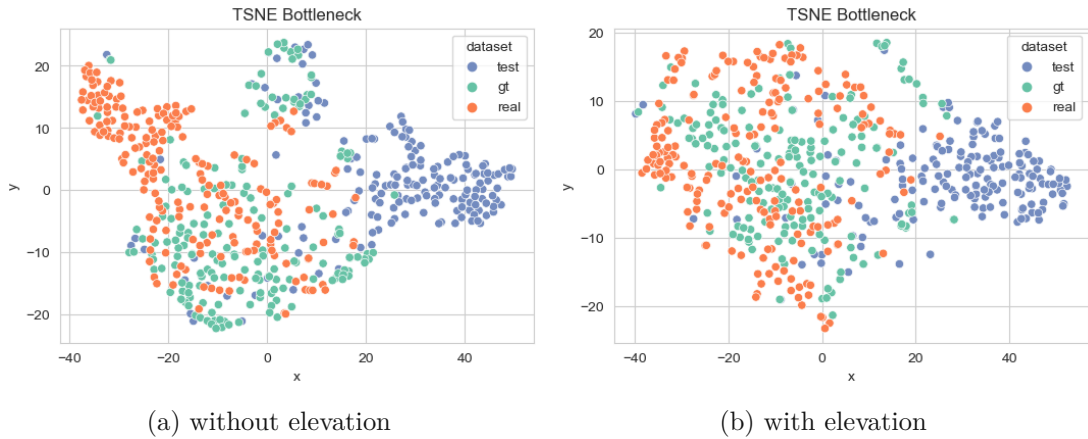 TSNE Bottleneck
dataset
test
gt
real
20
10
0
−10
−20
y
−40
−20
0
20
40
x
(a) without elevation
TSNE Bottleneck
dataset
test
gt
real
20
10
0
−10
−20
y
−40
−20
0
20
40
x
(b) with elevation